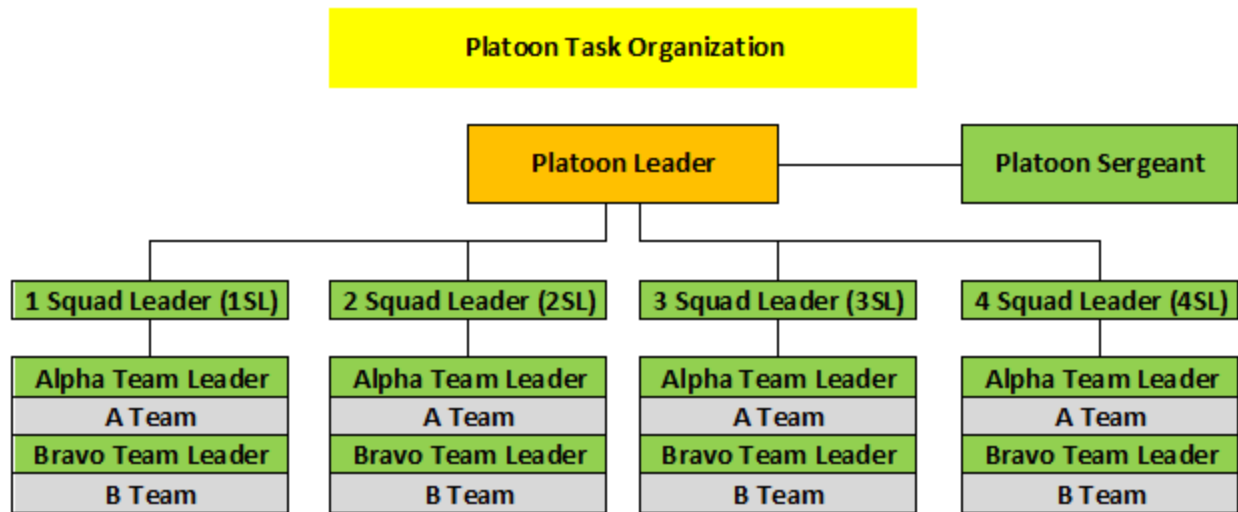 Platoon Task Organization
Platoon Leader
Platoon Sergeant
1 Squad Leader (1SL)
2 Squad Leader (2SL)
3 Squad Leader (3SL)
4 Squad Leader (4SL)
Alpha Team Leader
Alpha Team Leader
Alpha Team Leader
Alpha Team Leader
A Team
A Team
A Team
A Team
Bravo Team Leader
Bravo Team Leader
Bravo Team Leader
Bravo Team Leader
B Team
B Team
B Team
B Team